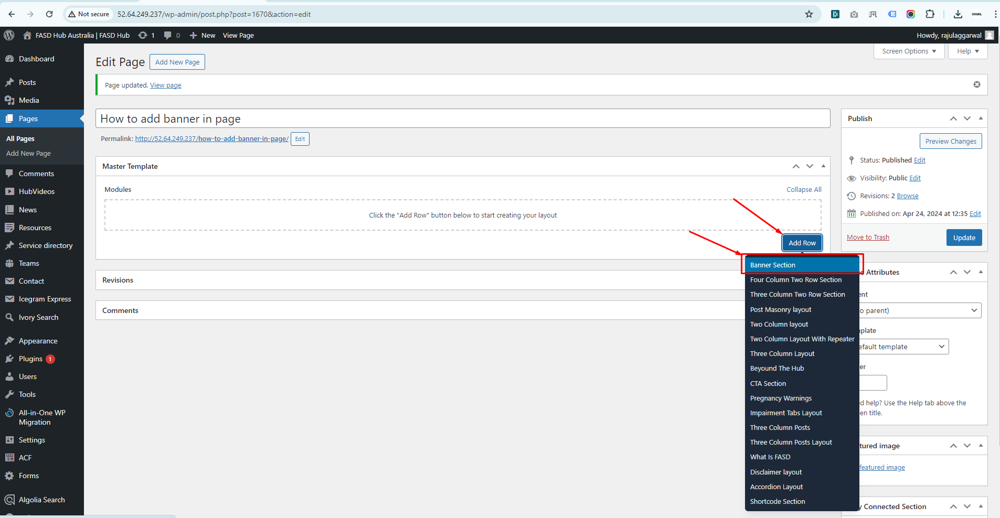 Not secure 52.64.249.237/wp-admin/post.php?post=1670&action=edit
OKMG.
FASD Hub Australia | FASD Hub 1 0 New View Page Howdy, rajulaggarwal
Screen Options Help
Dashboard
Posts
Media
Pages
All Pages
Add New Page
Comments
HubVideos
News
Resources
Service directory
Teams
Contact
Icegram Express
Ivory Search
Appearance
Plugins 1
Users
Tools
All-in-One WP
Migration
Settings
ACF
Forms
Algolia Search
Edit Page Add New Page
Page updated. View page
How to add banner in page
Permalink: http://52.64.249.237/how-to-add-banner-in-page/ Edit
Master Template
Modules Collapse All
Click the "Add Row" button below to start creating your layout
Add Row
Banner Section
Four Column Two Row Section
Three Column Two Row Section
Post Masonry layout
Two Column layout
Two Column Layout With Repeater
Three Column Layout
Beyound The Hub
CTA Section
Pregnancy Warnings
Impairment Tabs Layout
Three Column Posts
Three Column Posts Layout
What Is FASD
Disclaimer layout
Accordion Layout
Shortcode Section
Revisions
Comments
Publish
Preview Changes
Status: Published Edit
Visibility: Public Edit
Revisions: 2 Browse
Published on: Apr 24, 2024 at 12:35 Edit
Move to Trash Update
Attributes
parent)
template
help? Use the Help tab above the
title.
image
featured image
Connected Section